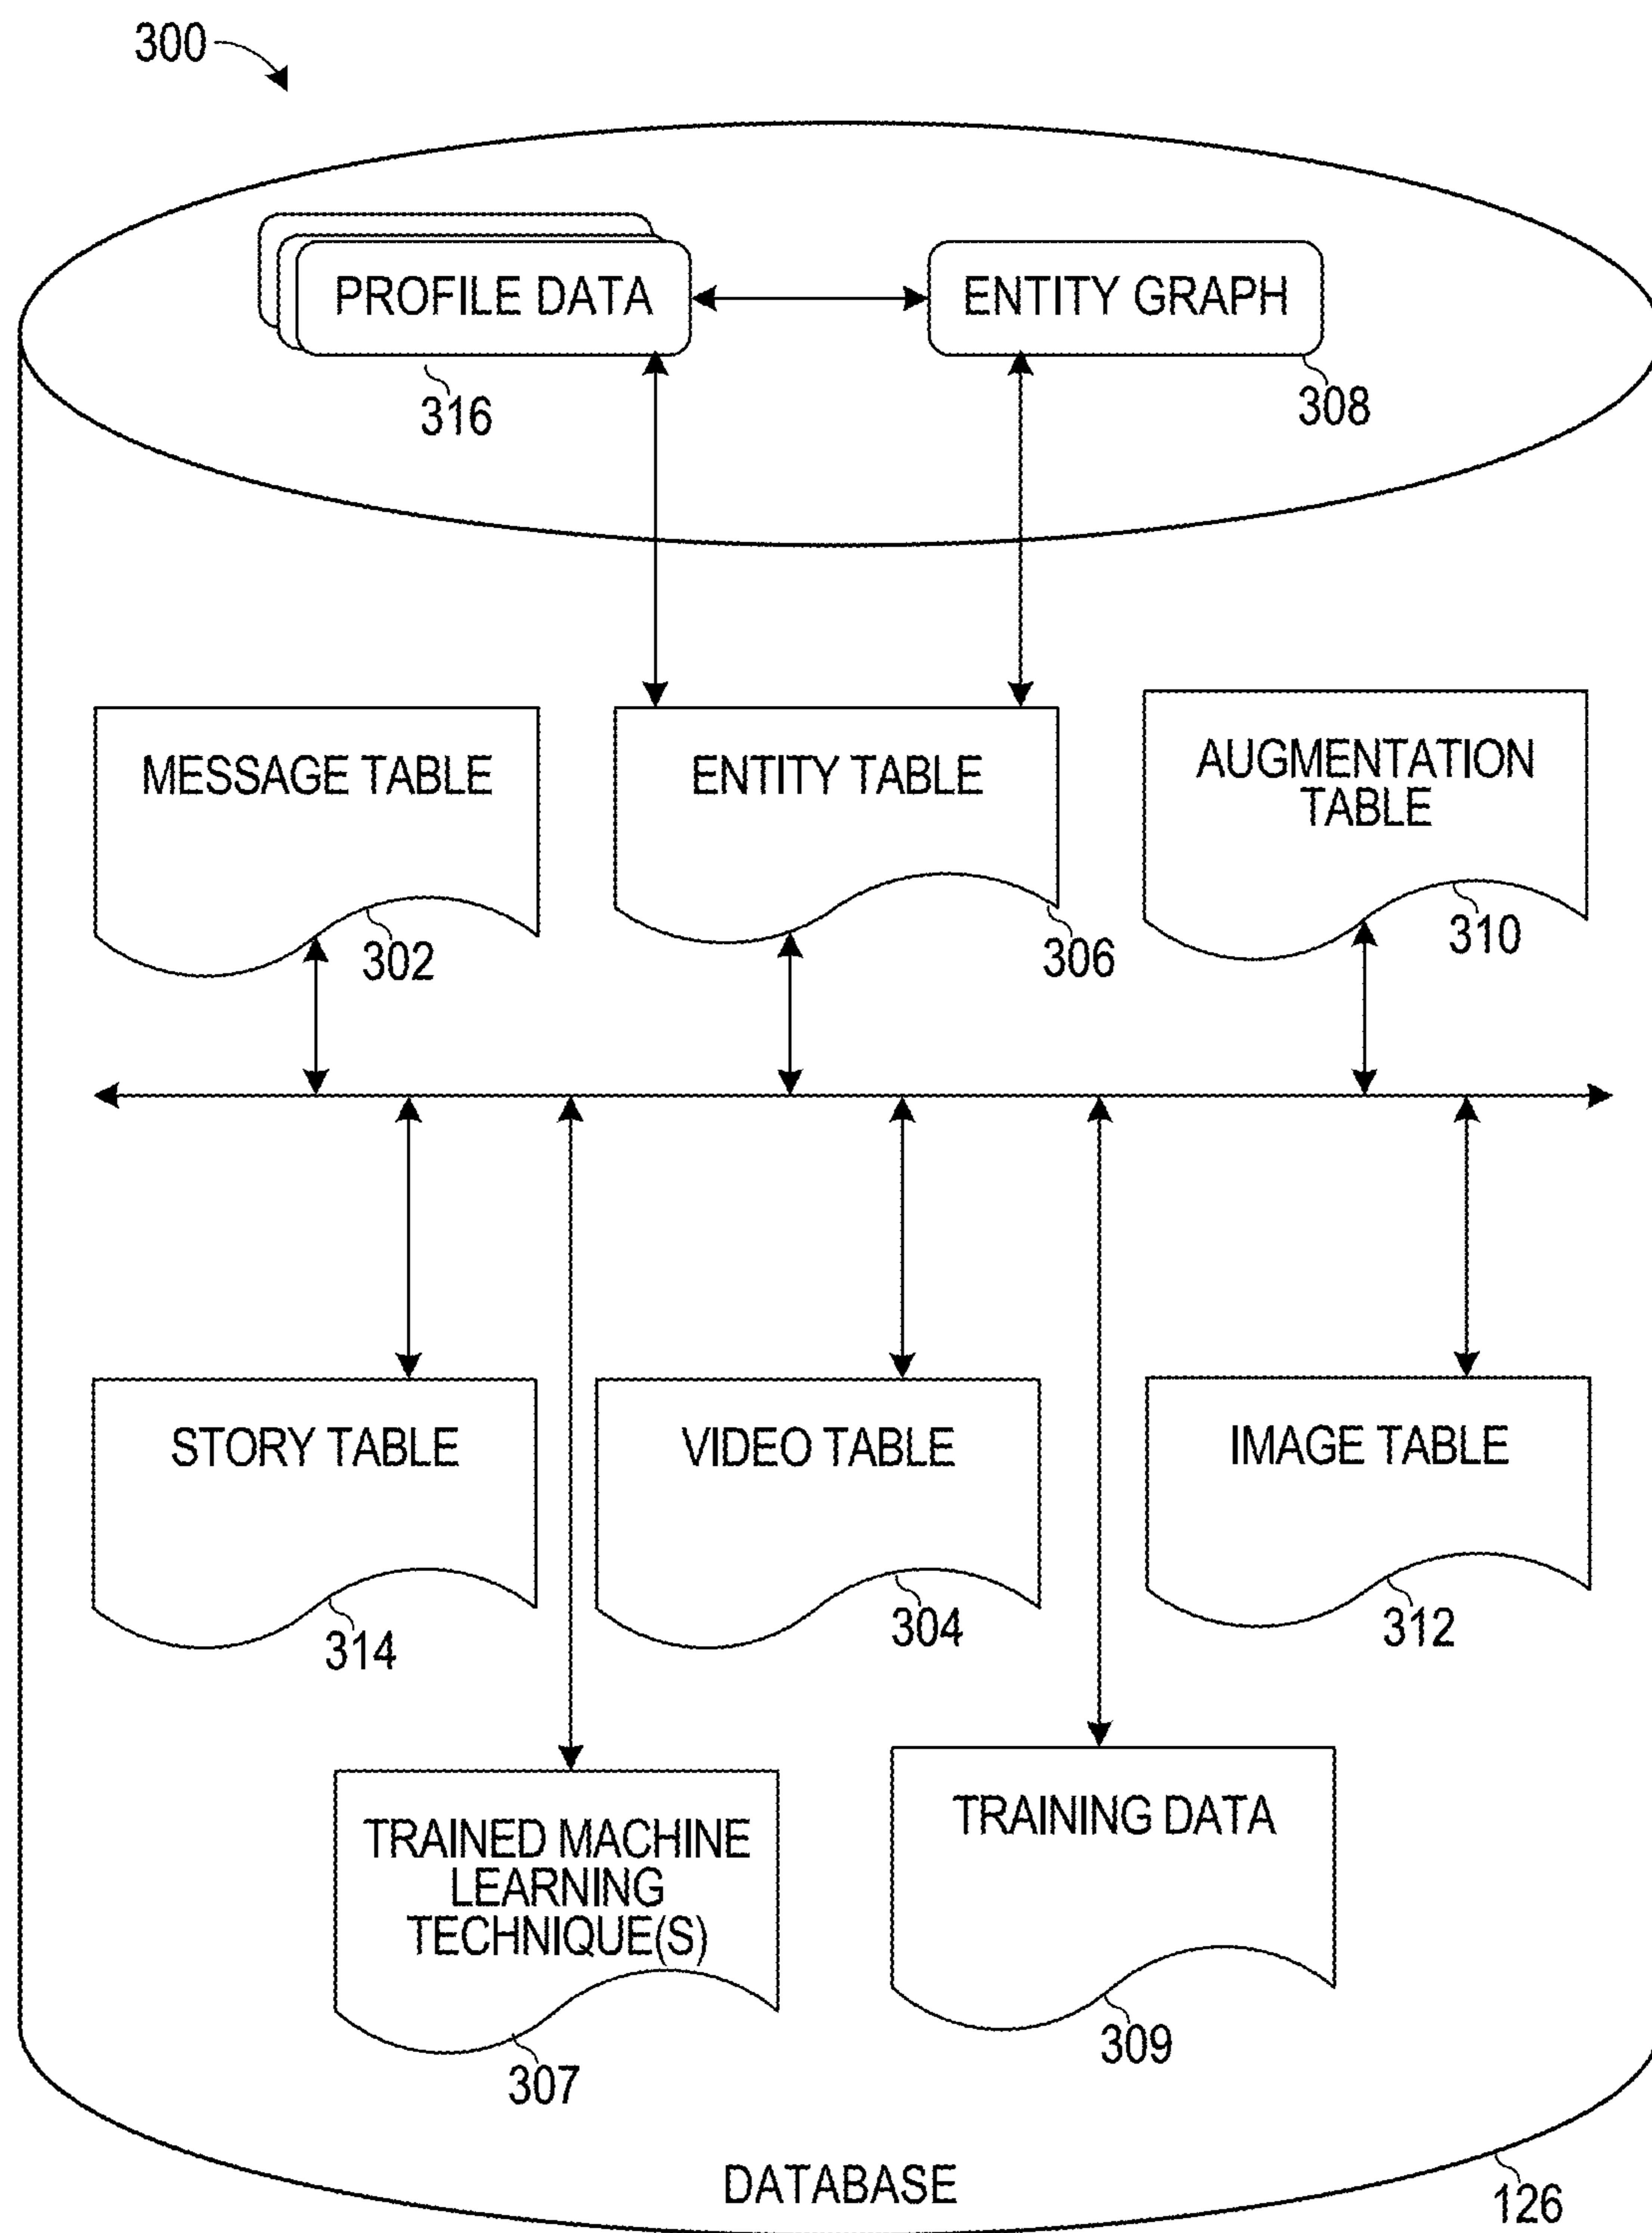 300
PROFILE DATA
ENTITY GRAPH
316
308
MESSAGE TABLE
ENTITY TABLE
AUGMENTATION
TABLE
302
306
310
STORY TABLE
VIDEO TABLE
IMAGE TABLE
314
304
312
TRAINED MACHINE
LEARNING
TECHNIQUE(S)
TRAINING DATA
307
309
DATABASE
126